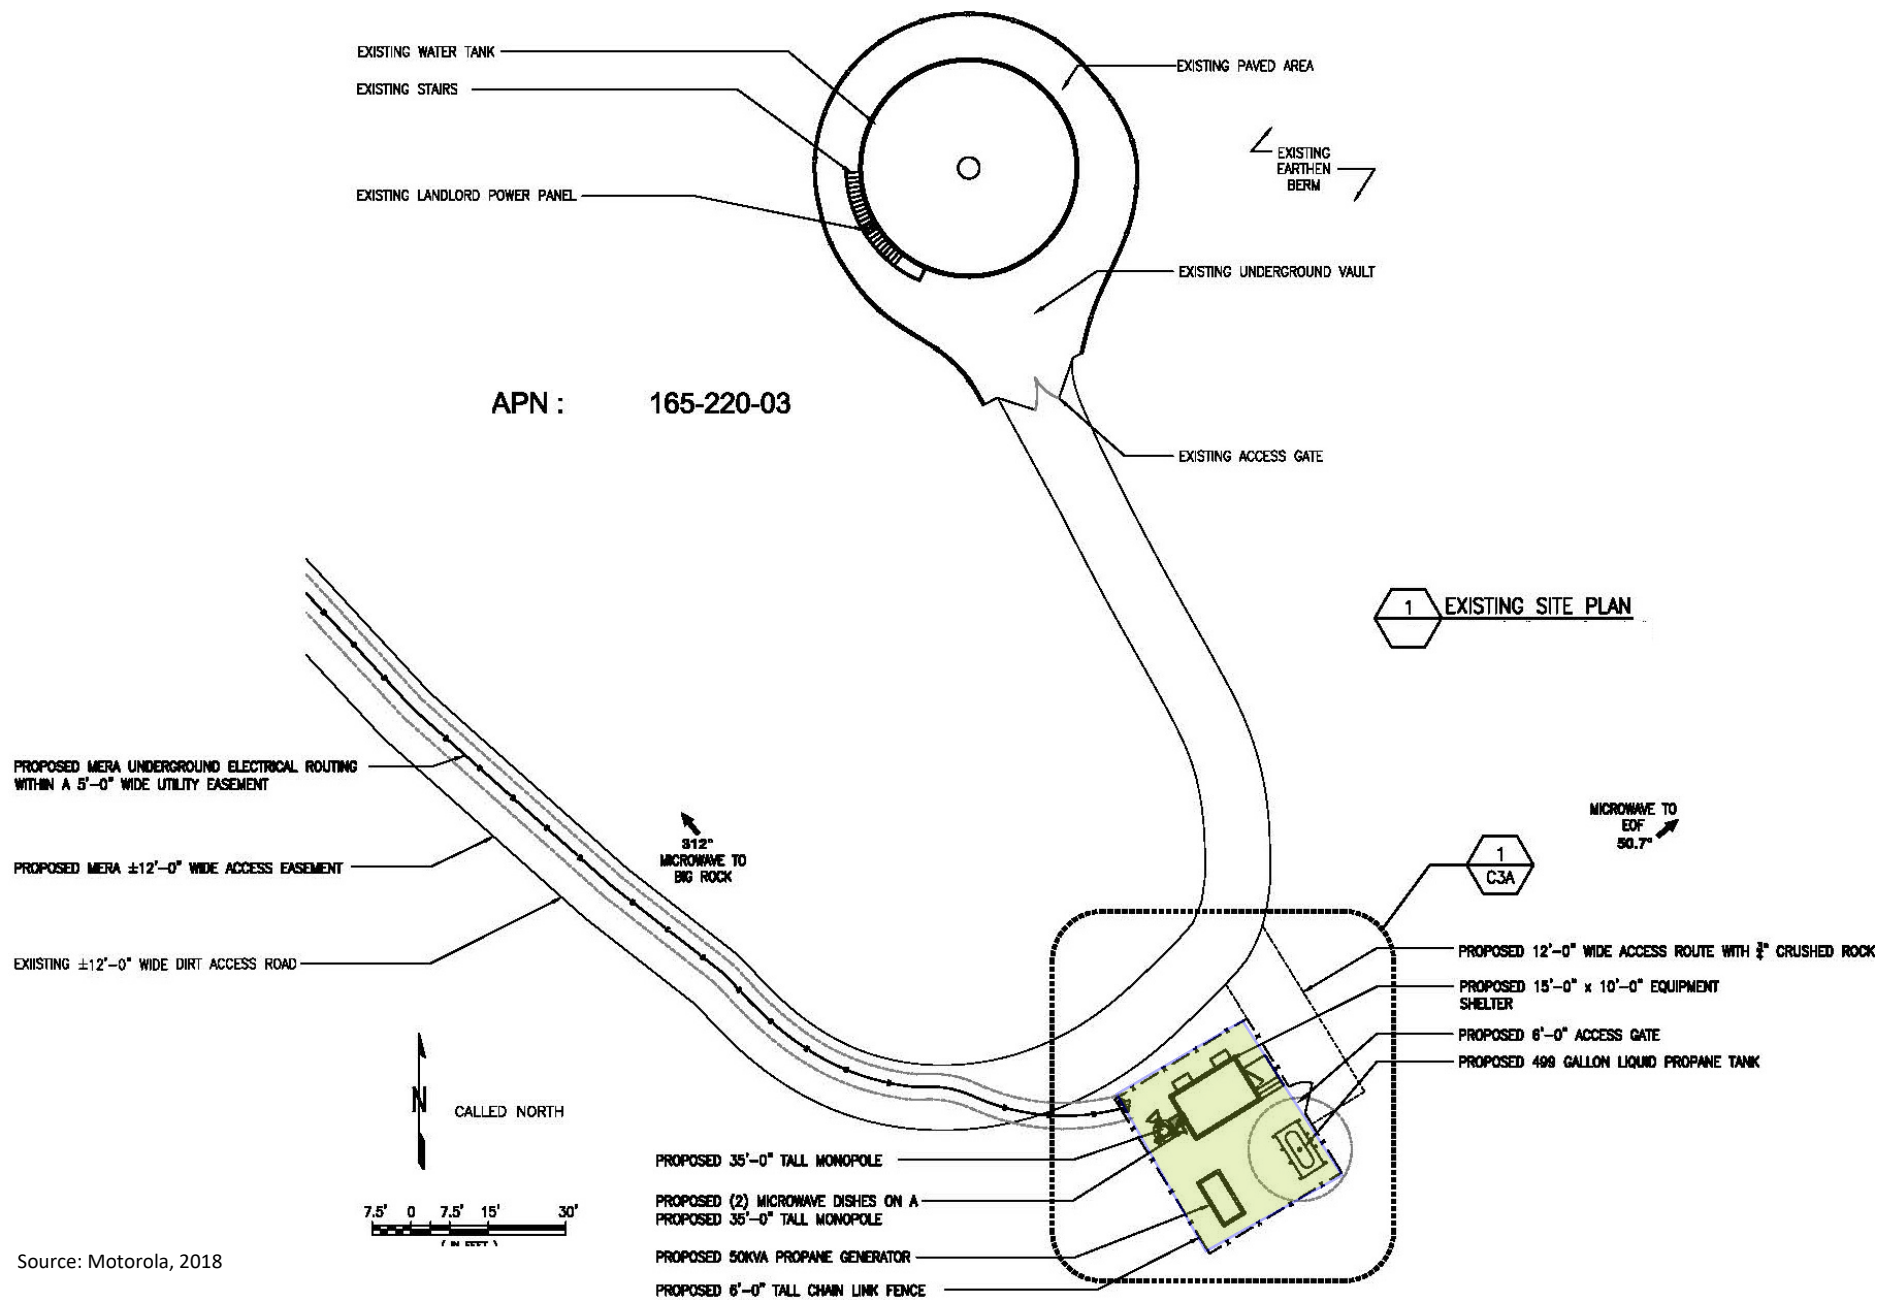 EXISTING WATER TANK
EXISTING STAIRS
EXISTING LANDLORD POWER PANEL
EXISTING PAVED AREA
EXISTING
EARTHEN
BERM
EXISTING UNDERGROUND VAULT
APN : 165-220-03
EXISTING ACCESS GATE
1 EXISTING SITE PLAN
PROPOSED MERA UNDERGROUND ELECTRICAL ROUTING
WITHIN A 5'-0" WIDE UTILITY EASEMENT
PROPOSED MERA ±12'-0" WIDE ACCESS EASEMENT
EXIISTING ±12'-0" WIDE DIRT ACCESS ROAD
312°
MICROWAVE TO
BIG ROCK
MICROWAVE TO
EOF
50.7°
1
C3A
PROPOSED 12'-0" WIDE ACCESS ROUTE WITH ¾" CRUSHED ROCK
PROPOSED 15'-0" x 10'-0" EQUIPMENT
SHELTER
PROPOSED 6'-0" ACCESS GATE
PROPOSED 499 GALLON LIQUID PROPANE TANK
N CALLED NORTH
PROPOSED 35'-0" TALL MONOPOLE
PROPOSED (2) MICROWAVE DISHES ON A
PROPOSED 35'-0" TALL MONOPOLE
PROPOSED 50KVA PROPANE GENERATOR
PROPOSED 6'-0" TALL CHAIN LINK FENCE
7.5' 0 7.5' 15' 30'
( IN FEET )
Source: Motorola, 2018